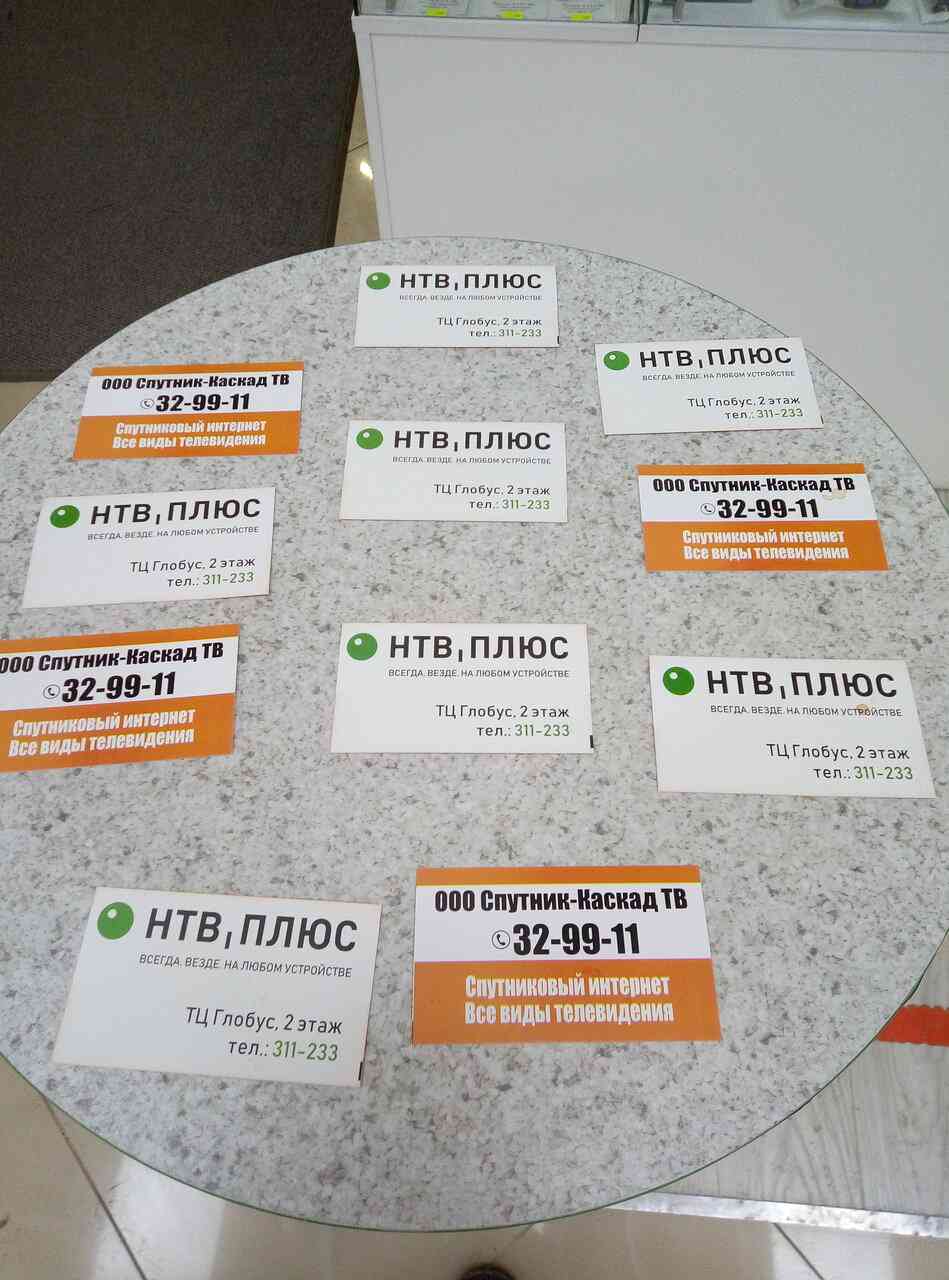 НТВ ПЛЮС
ВСЕГДА. ВЕЗДЕ. НА ЛЮБОМ УСТРОЙСТВЕ
ТЦ Глобус, 2 этаж
тел.: 311-233
НТВ ПЛЮС
ВСЕГДА. ВЕЗДЕ. НА ЛЮБОМ УСТРОЙСТВЕ
ТЦ Глобус, 2 этаж
тел.: 311-233
ООО Спутник-Каскад ТВ
32-99-11
Спутниковый интернет
Все виды телевидения
НТВ ПЛЮС
ВСЕГДА. ВЕЗДЕ. НА ЛЮБОМ УСТРОЙСТВЕ
ТЦ Глобус, 2 этаж
тел.: 311-233
ООО Спутник-Каскад ТВ
32-99-11
Спутниковый интернет
Все виды телевидения
НТВ ПЛЮС
ВСЕГДА. ВЕЗДЕ. НА ЛЮБОМ УСТРОЙСТВЕ
ТЦ Глобус, 2 этаж
тел.: 311-233
ООО Спутник-Каскад ТВ
32-99-11
Спутниковый интернет
Все виды телевидения
НТВ ПЛЮС
ВСЕГДА. ВЕЗДЕ. НА ЛЮБОМ УСТРОЙСТВЕ
ТЦ Глобус, 2 этаж
тел.: 311-233
НТВ ПЛЮС
ВСЕГДА. ВЕЗДЕ. НА ЛЮБОМ УСТРОЙСТВЕ
ТЦ Глобус, 2 этаж
тел.: 311-233
НТВ ПЛЮС
ВСЕГДА. ВЕЗДЕ. НА ЛЮБОМ УСТРОЙСТВЕ
ТЦ Глобус, 2 этаж
тел.: 311-233
ООО Спутник-Каскад ТВ
32-99-11
Спутниковый интернет
Все виды телевидения